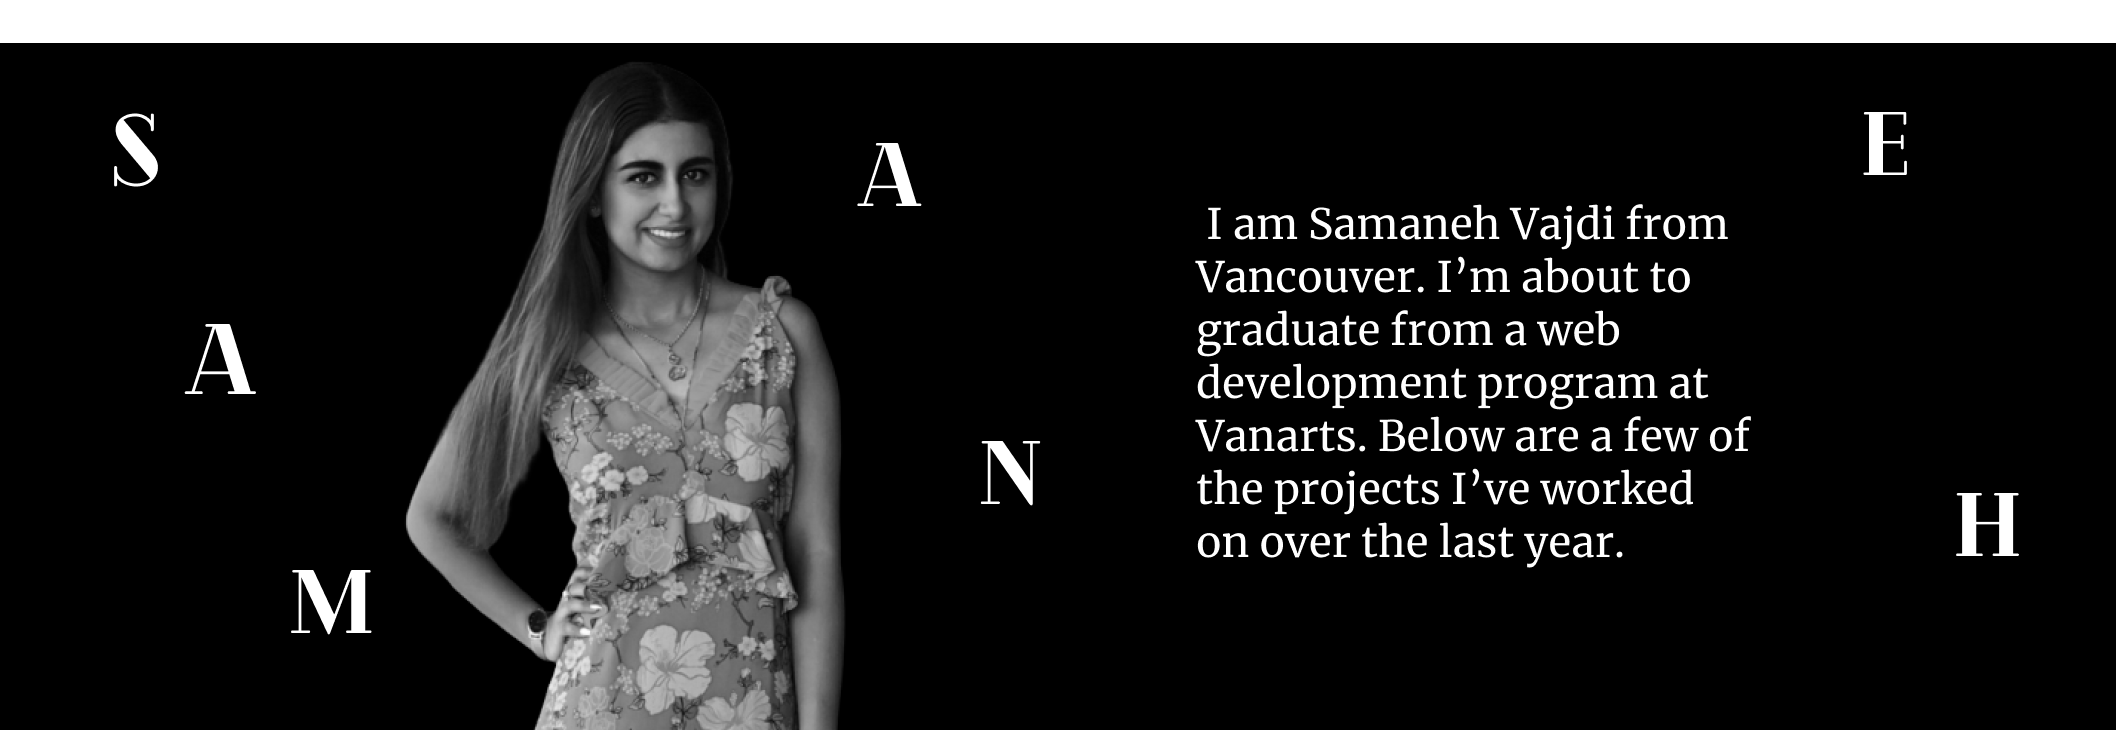 S
A
M
A
N
E
H
I am Samaneh Vajdi from
Vancouver. I’m about to
graduate from a web
development program at
Vanarts. Below are a few of
the projects I’ve worked
on over the last year.